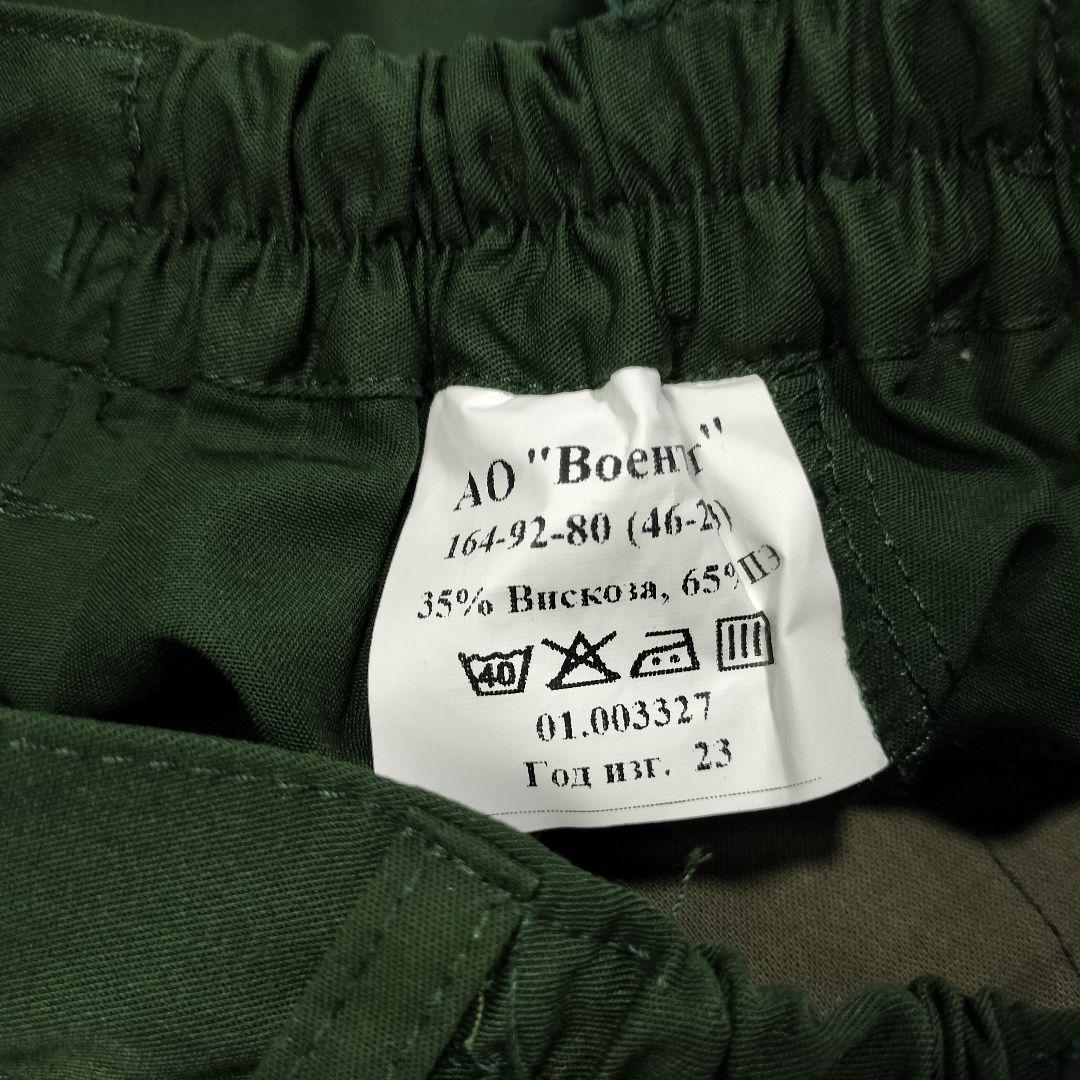 АО "Воент"
164-92-80 (46-2)
35% Вискоза, 65% ПЭ
40
01.003327
Год изг. 23